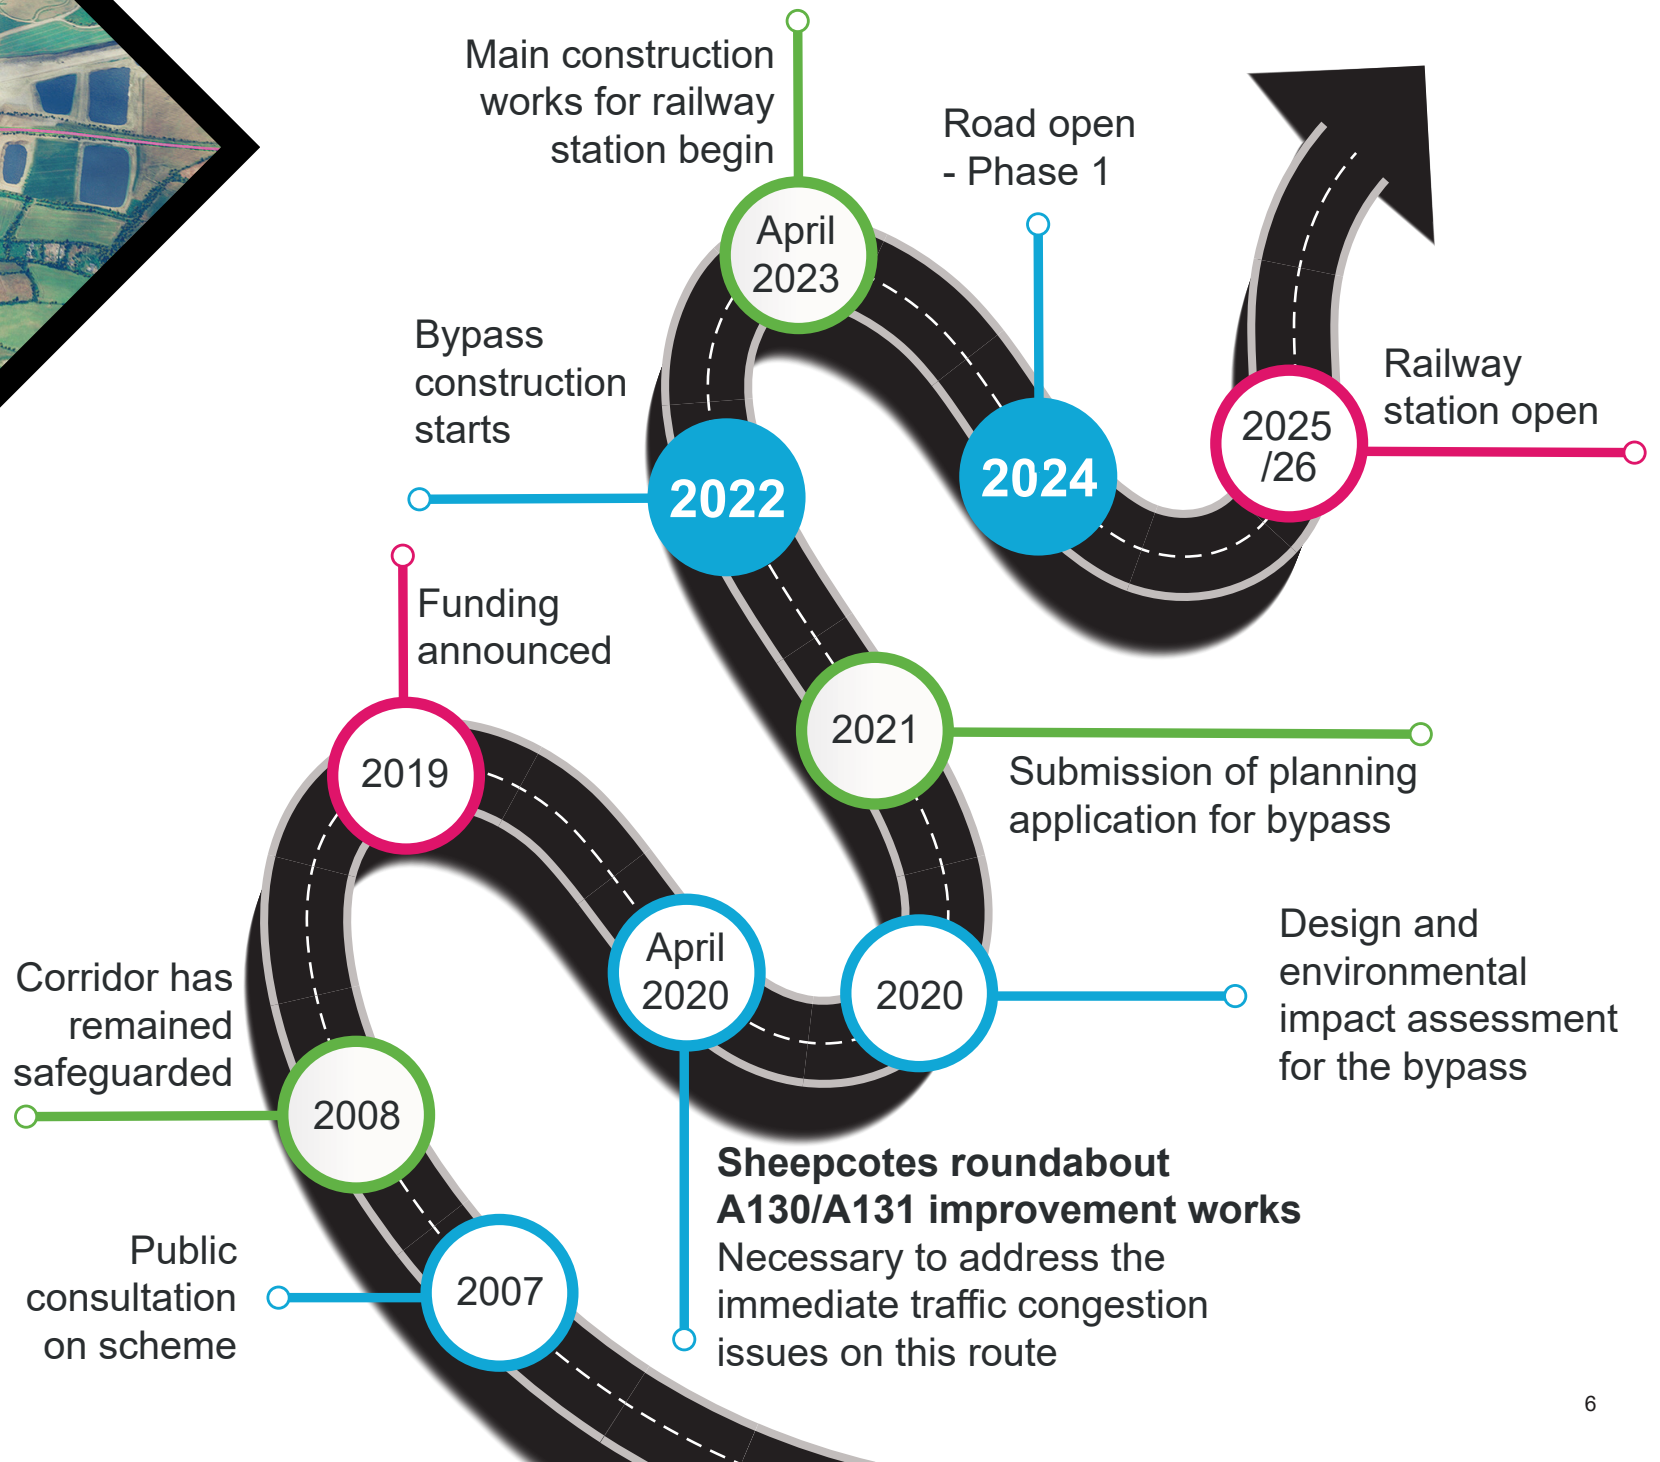 Main construction
works for railway
station begin
April
2023
Road open
- Phase 1
Bypass
construction
starts
2022
2024
2025
/26
Railway
station open
Funding
announced
2019
2021
Submission of planning
application for bypass
April
2020
2020
Design and
environmental
impact assessment
for the bypass
Corridor has
remained
safeguarded
2008
Sheepcotes roundabout
A130/A131 improvement works
Necessary to address the
immediate traffic congestion
issues on this route
Public
consultation
on scheme
2007
6